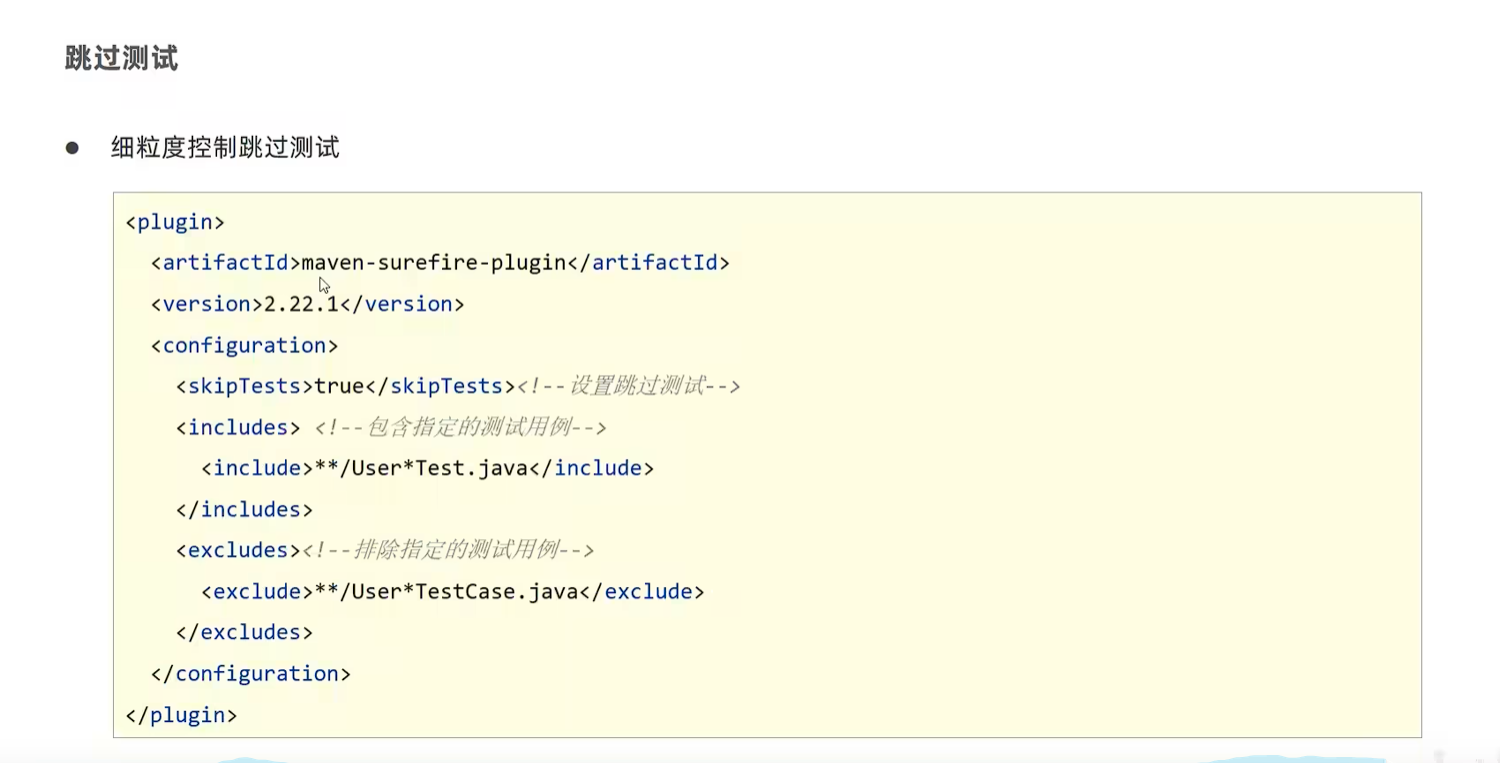 跳过测试
● 细粒度控制跳过测试
<plugin>
  <artifactId>maven-surefire-plugin</artifactId>
  <version>2.22.1</version>
  <configuration>
    <skipTests>true</skipTests><!--设置跳过测试-->
    <includes> <!--包含指定的测试用例-->
      <include>**/User*Test.java</include>
    </includes>
    <excludes><!--排除指定的测试用例-->
      <exclude>**/User*TestCase.java</exclude>
    </excludes>
  </configuration>
</plugin>